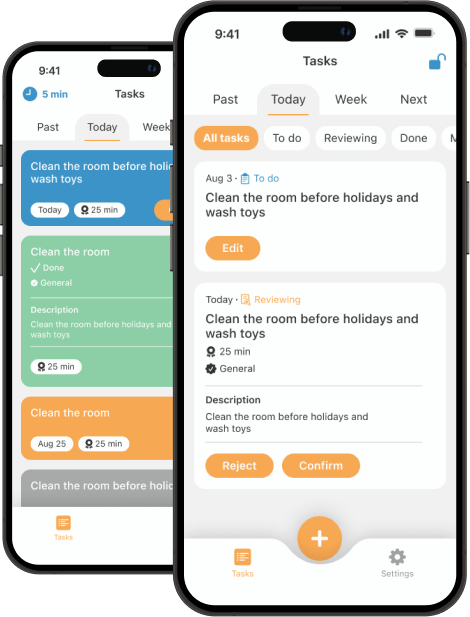 9:41
5 min
Tasks
Past
Today
Week
Clean the room before holid
wash toys
Today
25 min
Clean the room
Done
General
Description
Clean the room before holidays and
wash toys
25 min
Clean the room
Aug 25
25 min
Clean the room before holid
Tasks
9:41
Tasks
Past
Today
Week
Next
All tasks
To do
Reviewing
Done
M
Aug 3 · To do
Clean the room before holidays and
wash toys
Edit
Today · Reviewing
Clean the room before holidays and
wash toys
25 min
General
Description
Clean the room before holidays and
wash toys
Reject
Confirm
+
Tasks
Settings